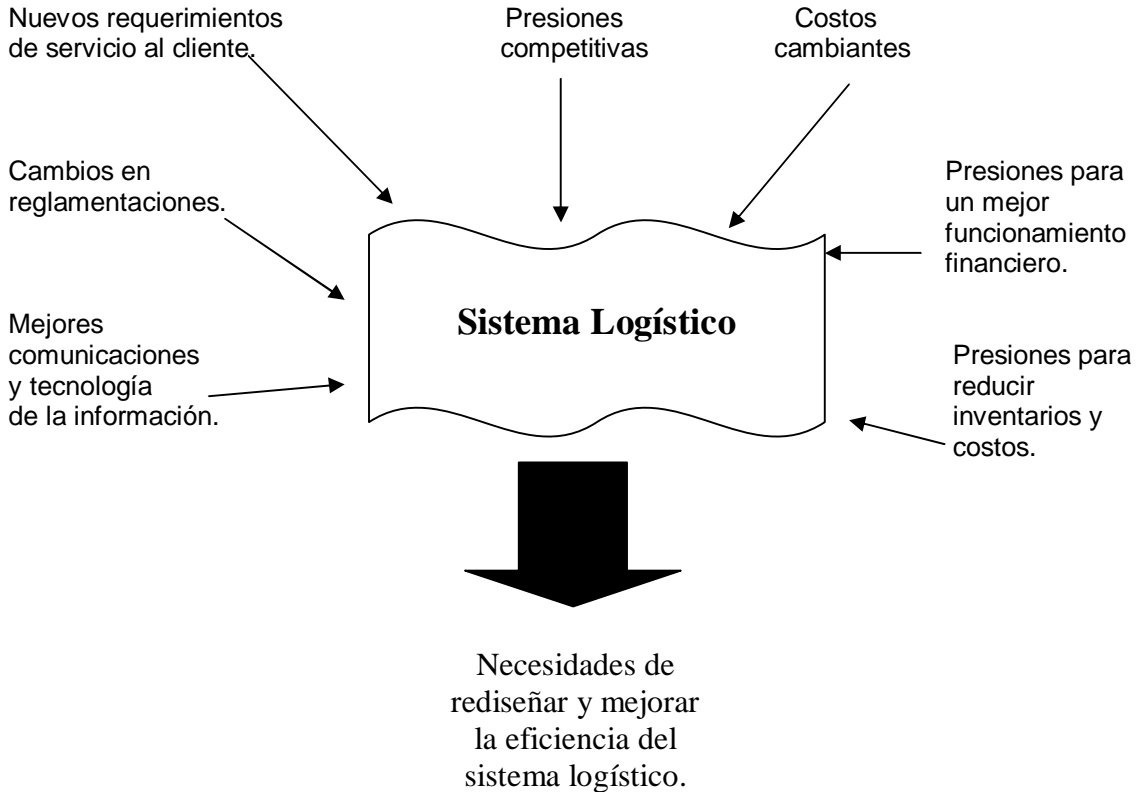 Nuevos requerimientos
de servicio al cliente.
Presiones
competitivas
Costos
cambiantes
Cambios en
reglamentaciones.
Presiones para
un mejor
funcionamiento
financiero.
Sistema Logístico
Mejores
comunicaciones
y tecnología
de la información.
Presiones para
reducir
inventarios y
costos.
Necesidades de
rediseñar y mejorar
la eficiencia del
sistema logístico.